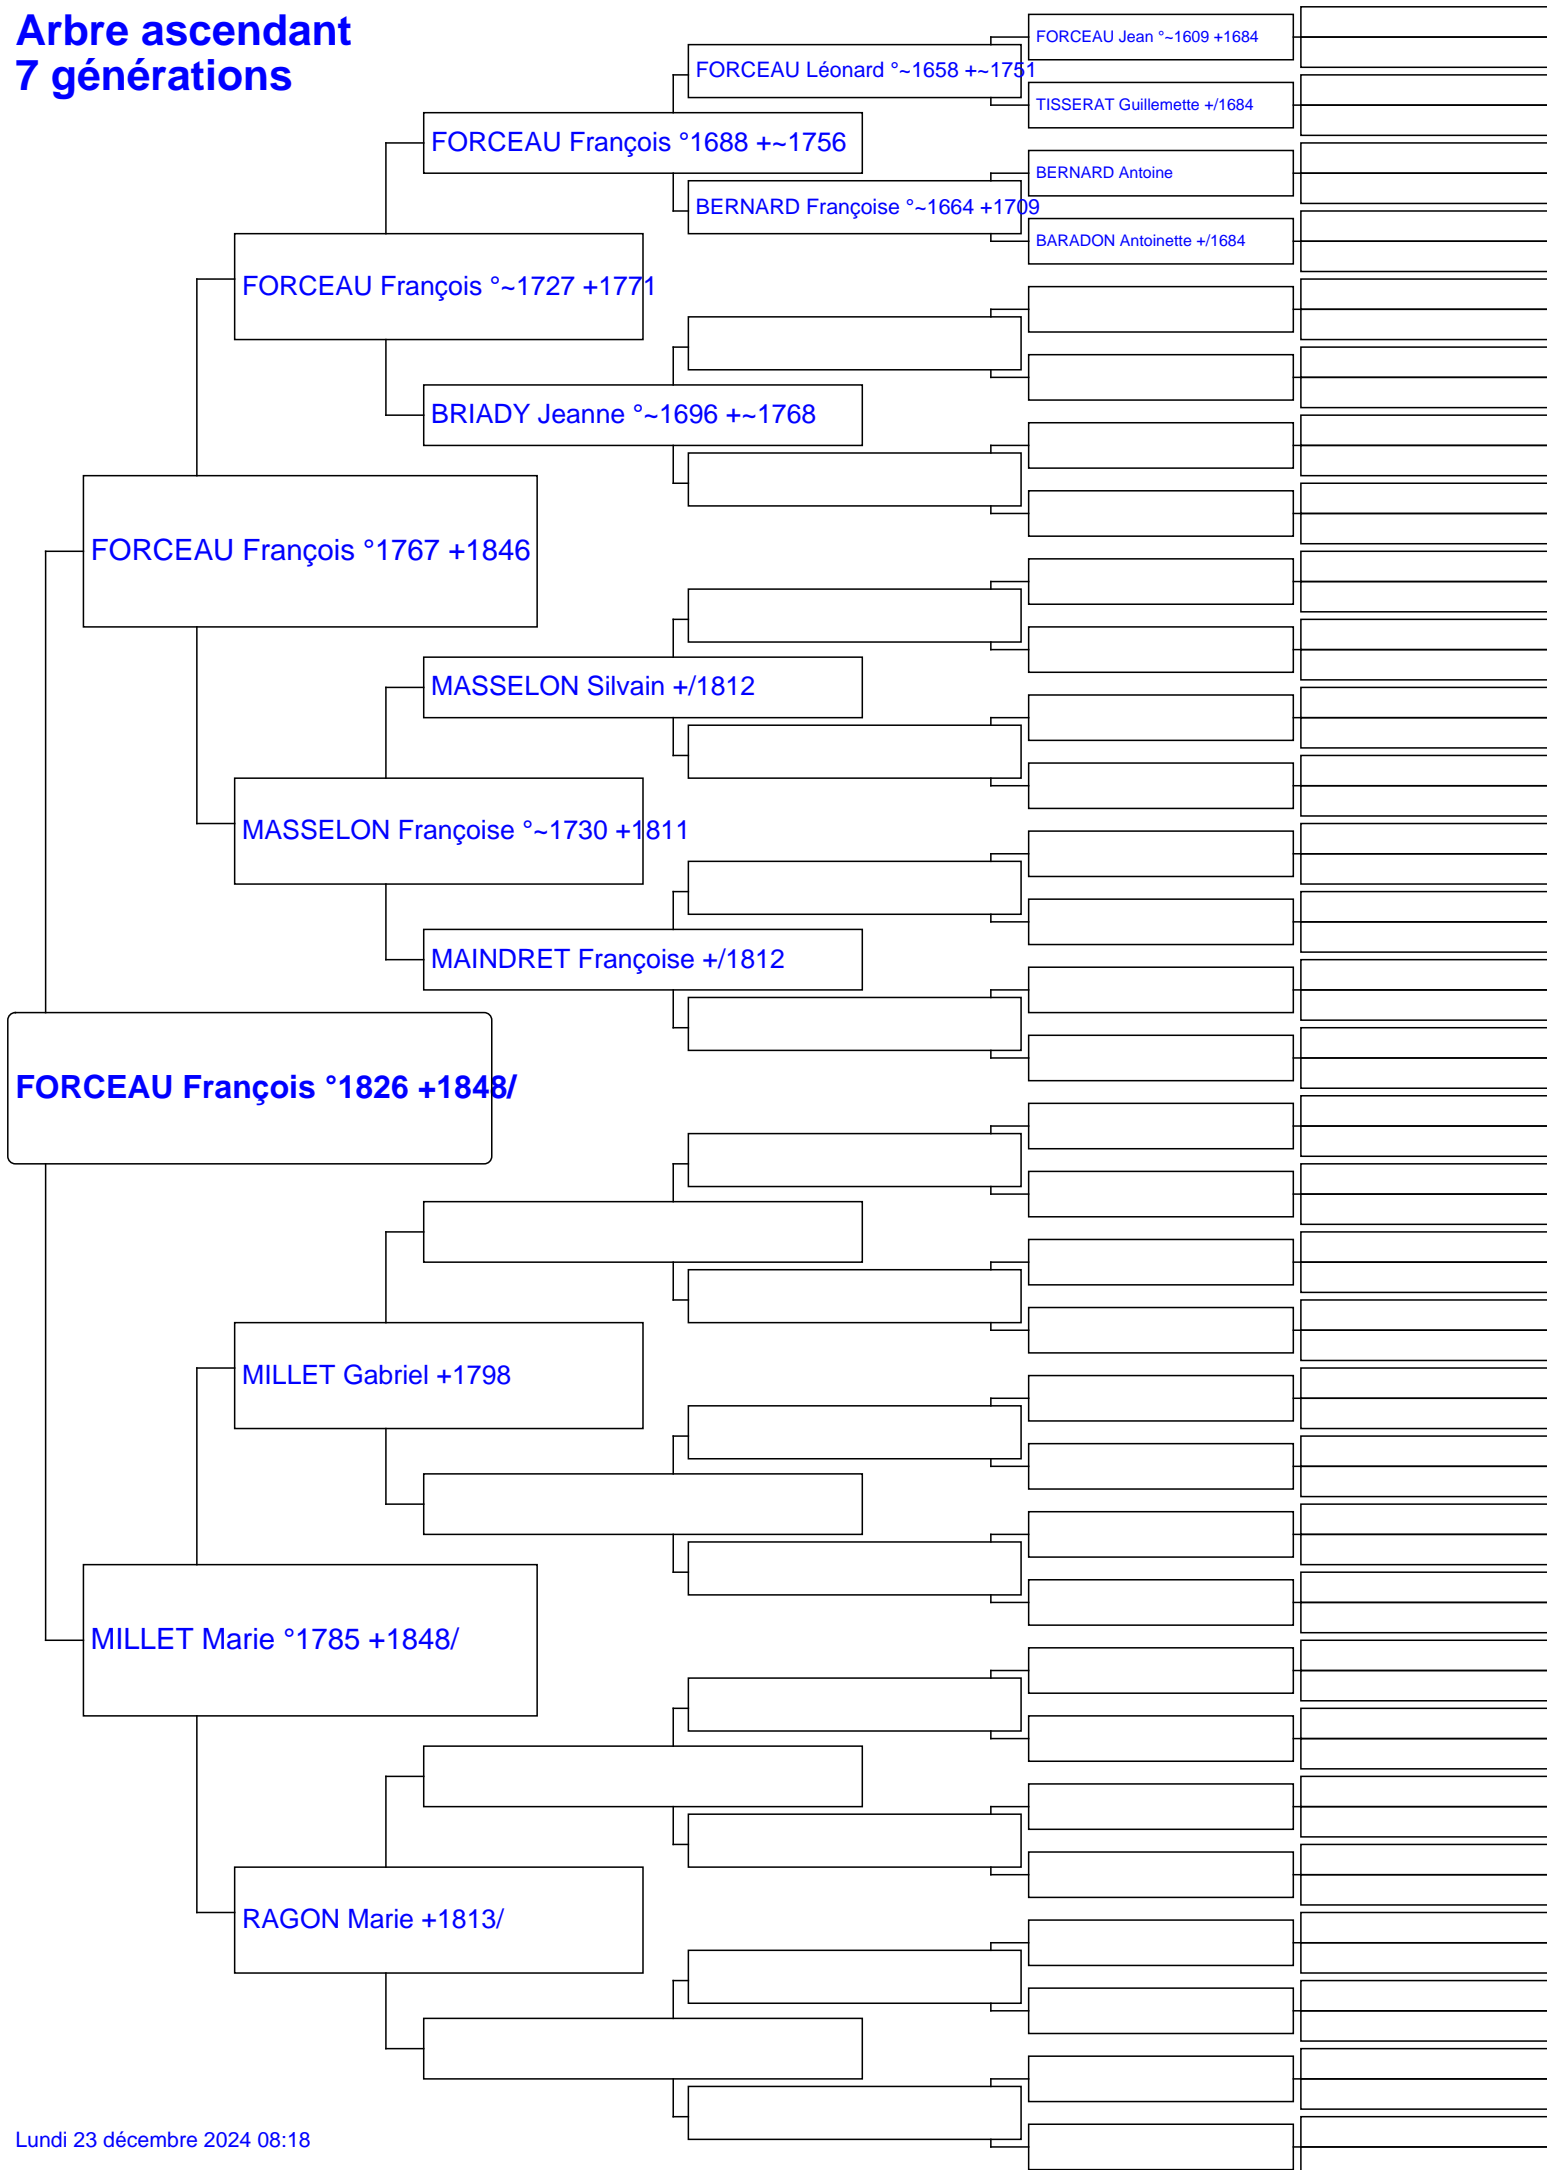 Arbre ascendant
7 générations
FORCEAU Jean °~1609 +1684
FORCEAU Léonard °~1658 +~1751
TISSERAT Guillemette +/1684
FORCEAU François °1688 +~1756
BERNARD Antoine
BERNARD Françoise °~1664 +1709
BARADON Antoinette +/1684
FORCEAU François °~1727 +1771
BRIADY Jeanne °~1696 +~1768
FORCEAU François °1767 +1846
MASSELON Silvain +/1812
MASSELON Françoise °~1730 +1811
MAINDRET Françoise +/1812
FORCEAU François °1826 +1848/
MILLET Gabriel +1798
MILLET Marie °1785 +1848/
RAGON Marie +1813/
Lundi 23 décembre 2024 08:18